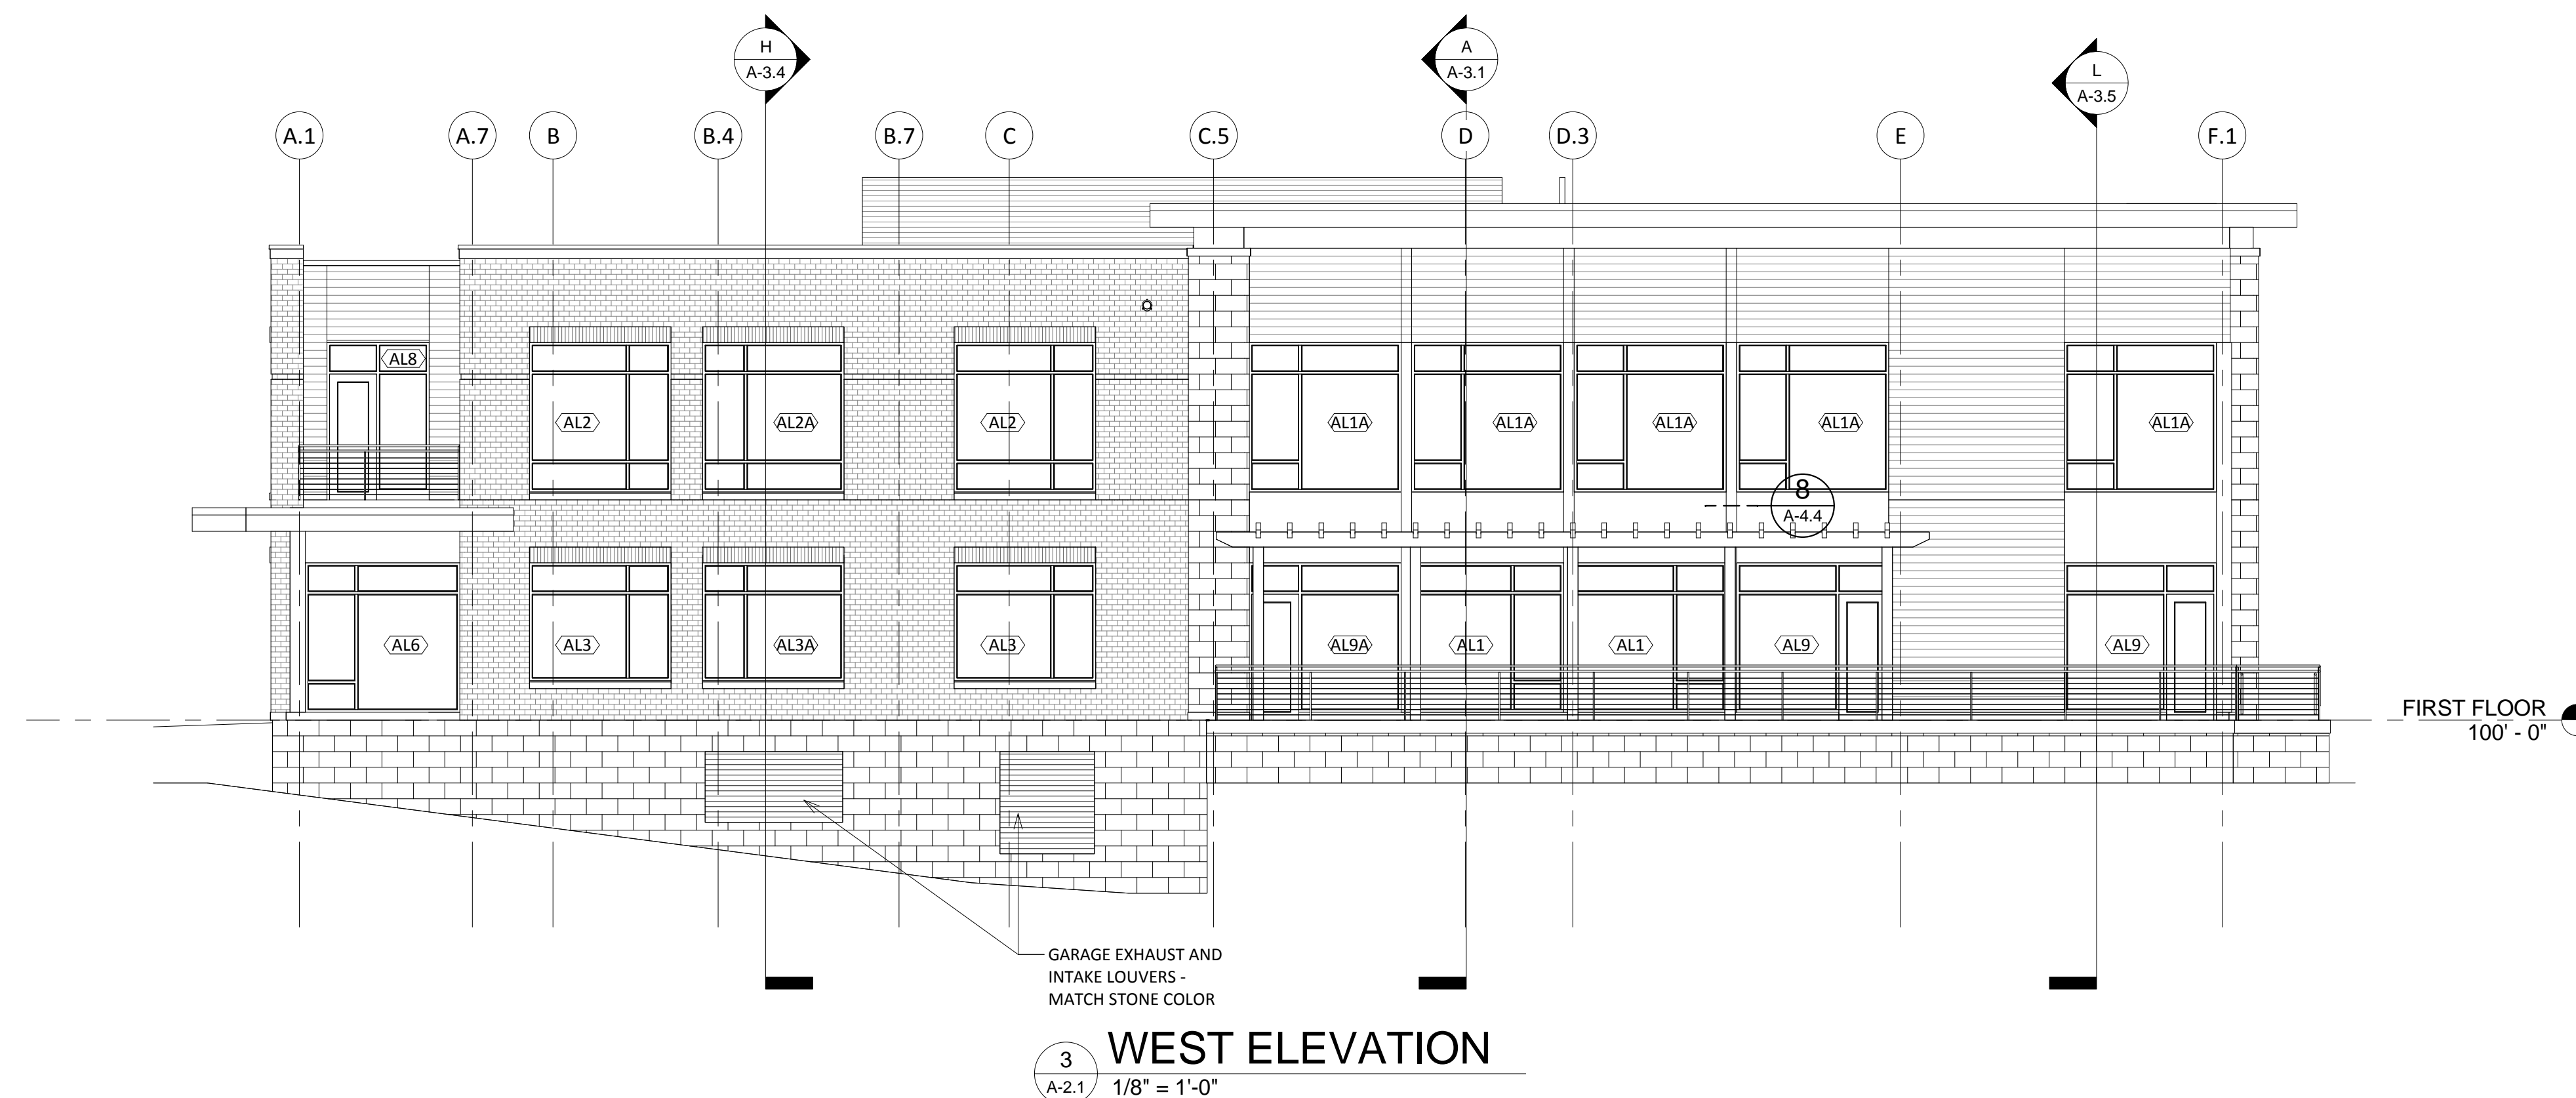 H
A-3.4
A
A-3.1
L
A-3.5
A.1
A.7
B
B.4
B.7
C
C.5
D
D.3
E
F.1
AL8
AL2
AL2A
AL2
AL1A
AL1A
AL1A
AL1A
AL1A
8
A-4.4
AL6
AL3
AL3A
AL3
AL9A
AL1
AL1
AL9
AL9
FIRST FLOOR
100' - 0"
GARAGE EXHAUST AND
INTAKE LOUVERS -
MATCH STONE COLOR
3
A-2.1
WEST ELEVATION
1/8" = 1'-0"